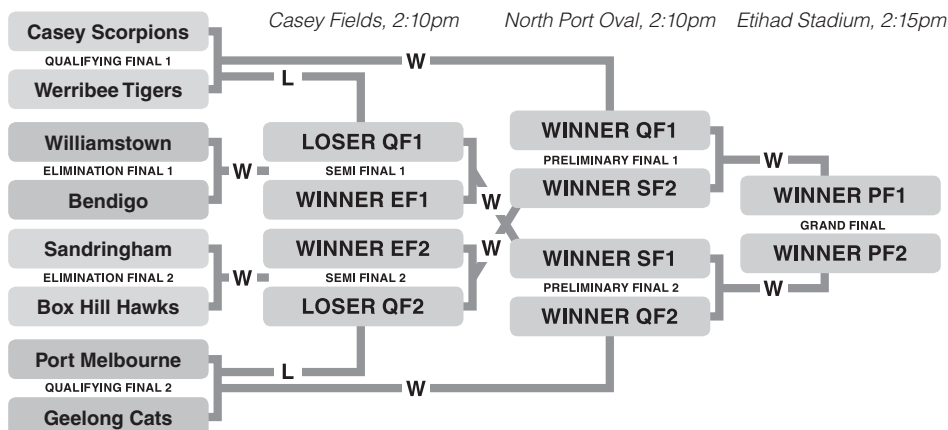 Casey Fields, 2:10pm
North Port Oval, 2:10pm
Etihad Stadium, 2:15pm
Casey Scorpions
QUALIFYING FINAL 1
Werribee Tigers
W
L
Williamstown
ELIMINATION FINAL 1
Bendigo
W
LOSER QF1
SEMI FINAL 1
WINNER EF1
W
Sandringham
ELIMINATION FINAL 2
Box Hill Hawks
W
WINNER EF2
SEMI FINAL 2
LOSER QF2
W
Port Melbourne
QUALIFYING FINAL 2
Geelong Cats
L
W
WINNER QF1
PRELIMINARY FINAL 1
WINNER SF2
W
WINNER SF1
PRELIMINARY FINAL 2
WINNER QF2
W
WINNER PF1
GRAND FINAL
WINNER PF2